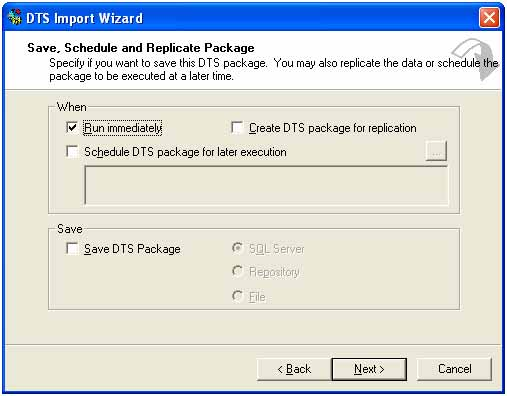 DTS Import Wizard
Save, Schedule and Replicate Package
Specify if you want to save this DTS package. You may also replicate the data or schedule the
package to be executed at a later time.
When
Run immediately
Create DTS package for replication
Schedule DTS package for later execution
...
Save
Save DTS Package
SQL Server
Repository
File
< Back
Next >
Cancel